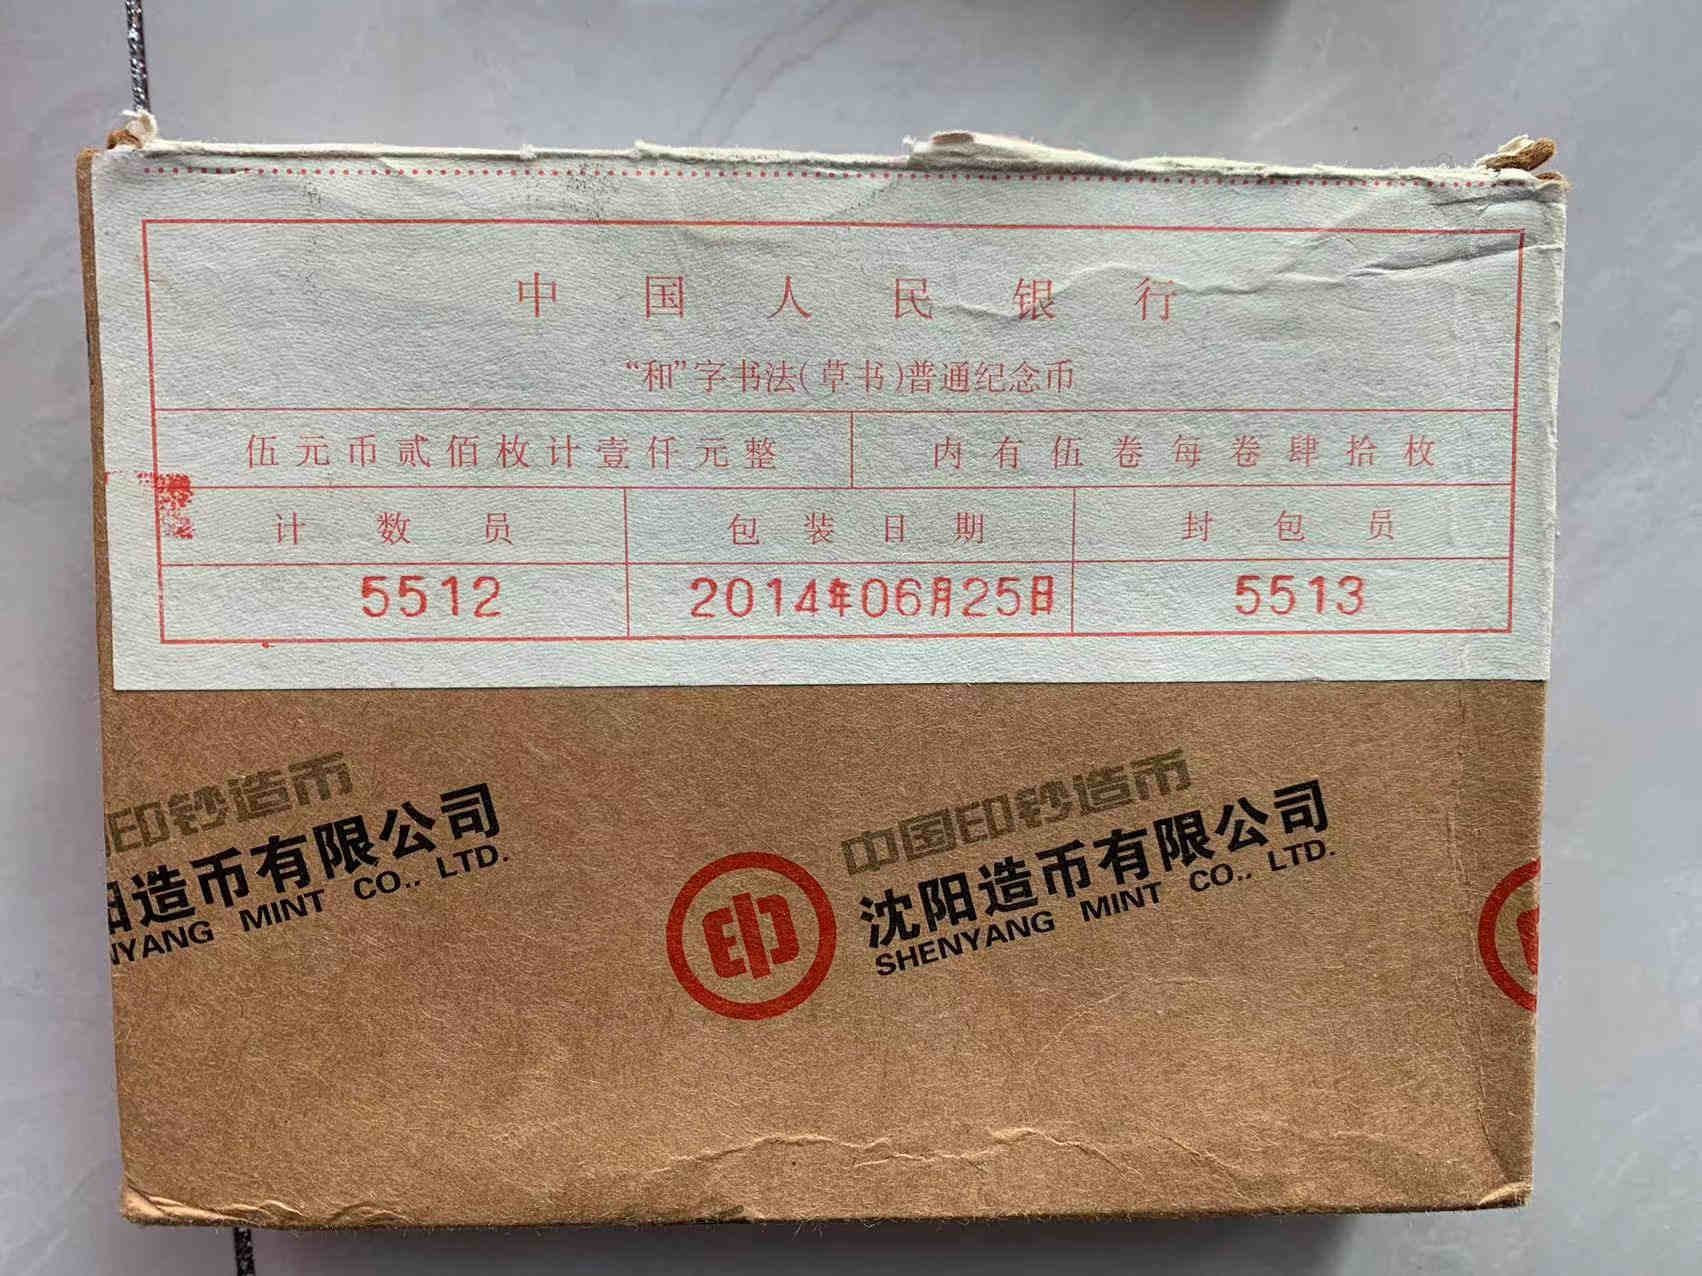 中国人民银行
“和”字书法(草书)普通纪念币
伍元币贰佰枚计壹仟元整 内有伍卷每卷肆拾枚
计数员 包装日期 封包员
5512 2014年06月25日 5513
印钞造币
阳造币有限公司
NYANG MINT CO., LTD.
印
中国印钞造币
沈阳造币有限公司
SHENYANG MINT CO., LTD.